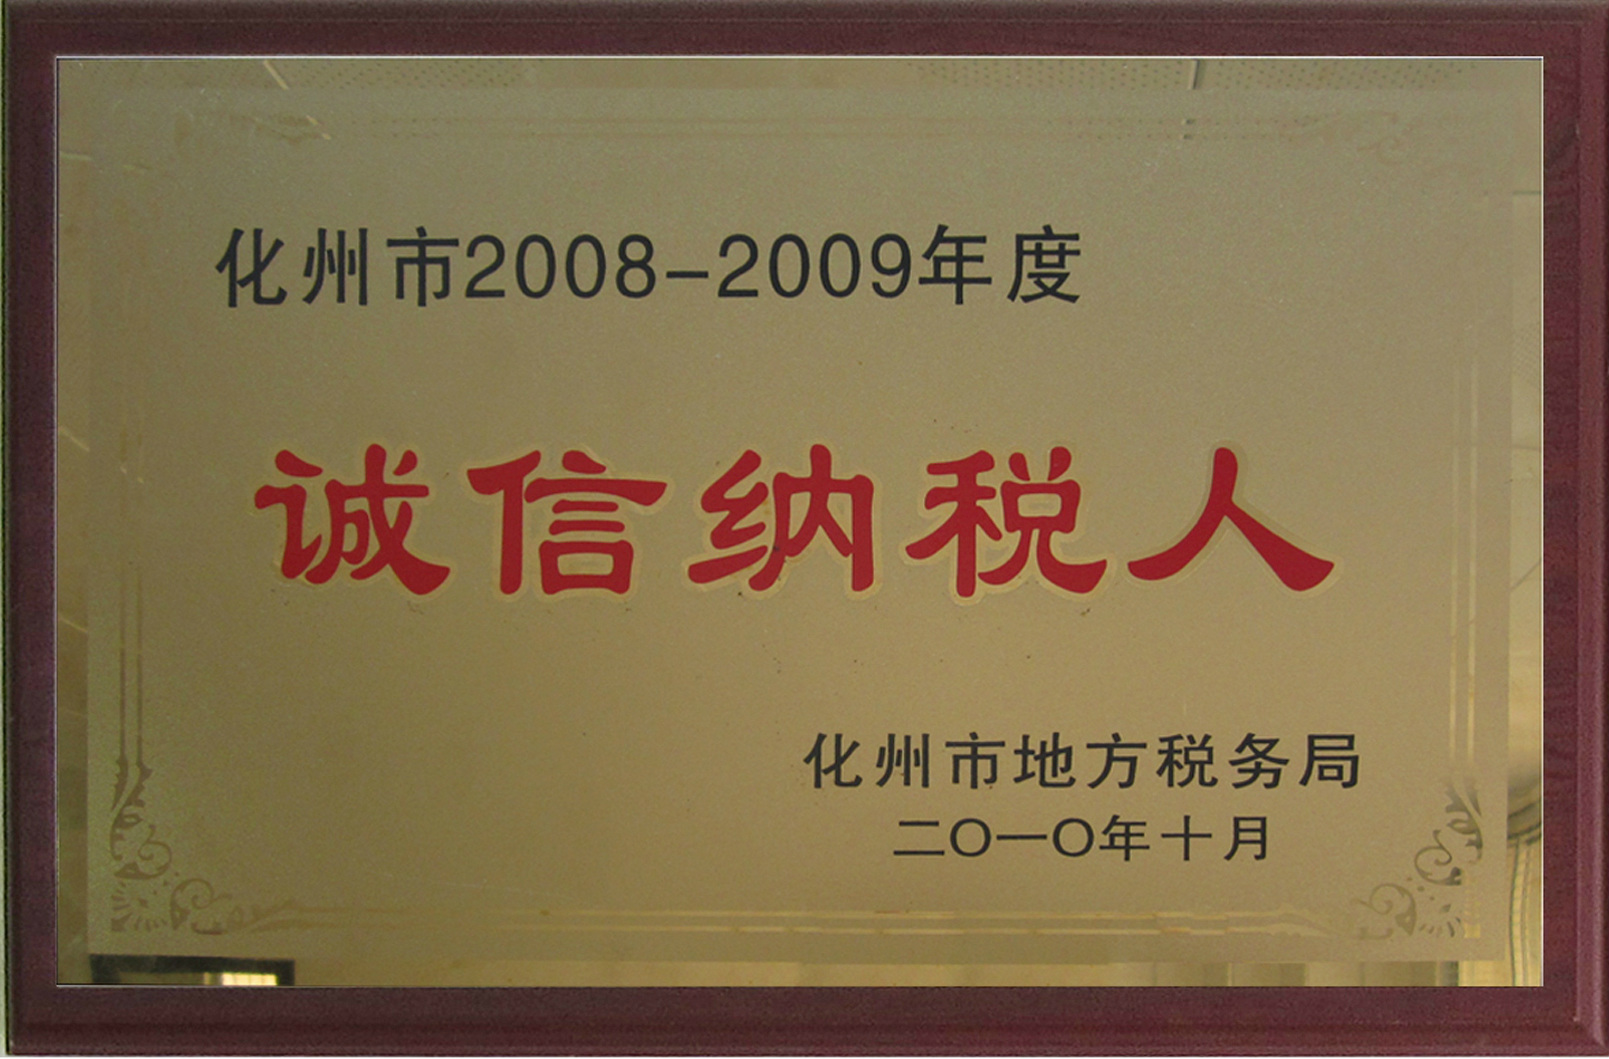 化州市2008-2009年度
诚信纳税人
化州市地方税务局
二〇一〇年十月